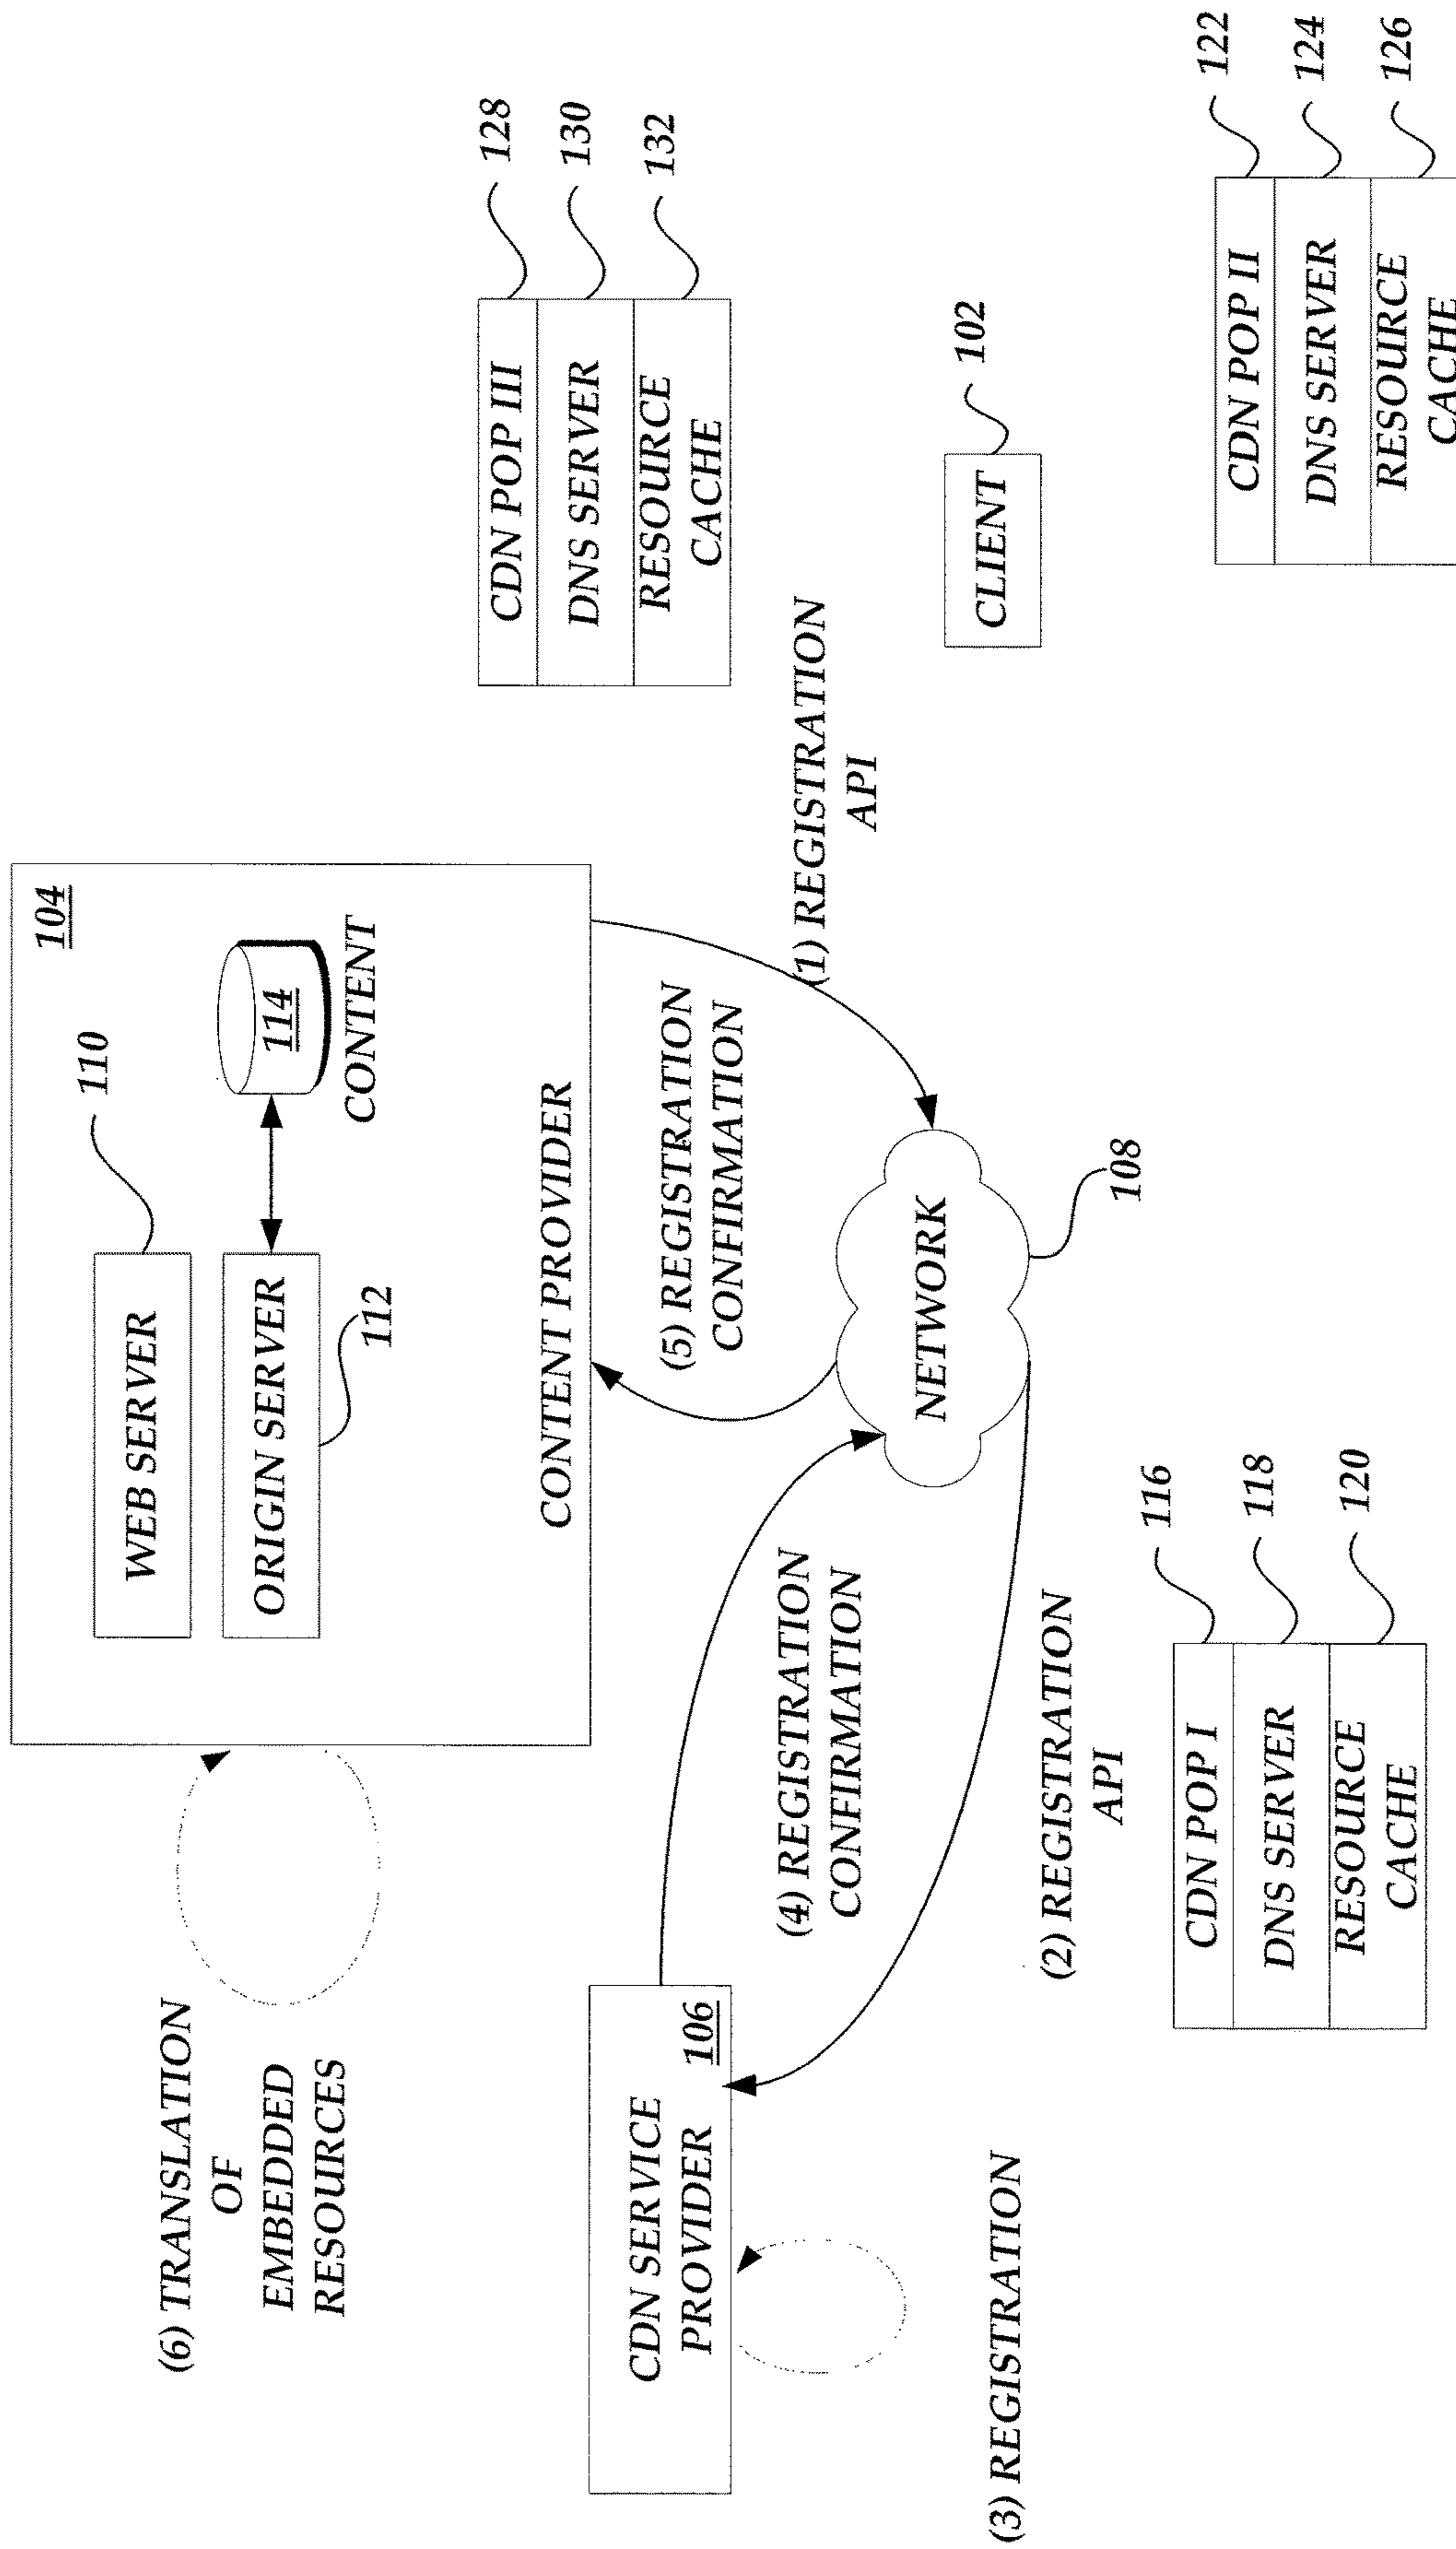 (6) TRANSLATION
OF
EMBEDDED
RESOURCES
104
WEB SERVER
110
ORIGIN SERVER
112
114
CONTENT
CONTENT PROVIDER
CDN SERVICE
PROVIDER
106
(3) REGISTRATION
(4) REGISTRATION
CONFIRMATION
(5) REGISTRATION
CONFIRMATION
(1) REGISTRATION
API
(2) REGISTRATION
API
NETWORK
108
CDN POP III
128
DNS SERVER
130
RESOURCE
CACHE
132
CLIENT
102
CDN POP I
116
DNS SERVER
118
RESOURCE
CACHE
120
CDN POP II
122
DNS SERVER
124
RESOURCE
CACHE
126